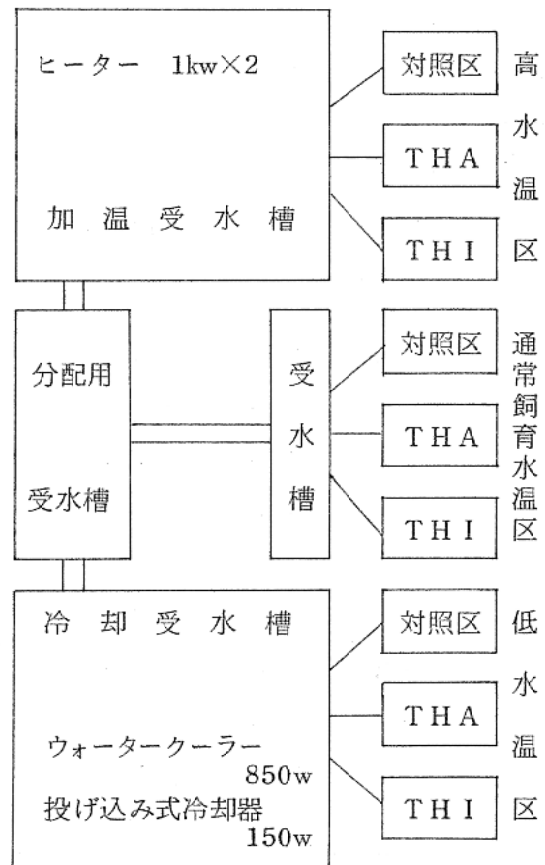 ヒーター 1kw×2
加温受水槽
対照区
THA
THI
高水温区
分配用
受水槽
受水槽
対照区
THA
THI
通常飼育水温区
冷却受水槽
ウォータークーラー
850w
投げ込み式冷却器
150w
対照区
THA
THI
低水温区